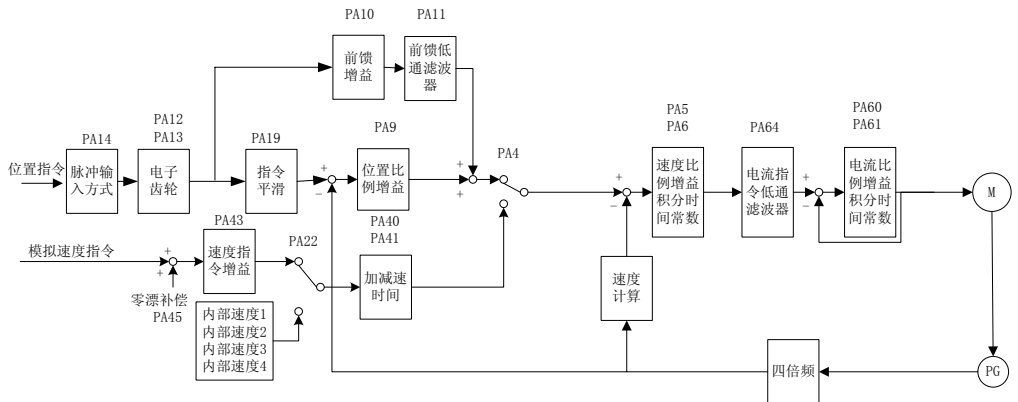 PA10
PA11
前馈
增益
前馈低
通滤波
器
PA12
PA13
PA14
PA19
PA9
PA4
PA5
PA6
PA64
PA60
PA61
位置指令
脉冲输
入方式
电子
齿轮
指令
平滑
+
−
位置比
例增益
+
+
+
−
速度比
例增益
积分时
间常数
电流指
令低通
滤波器
+
−
电流比
例增益
积分时
间常数
M
PA43
PA22
PA40
PA41
模拟速度指令
+
+
速度指
令增益
加减速
时间
速度
计算
零漂补偿
PA45
内部速度1
内部速度2
内部速度3
内部速度4
四倍频
PG